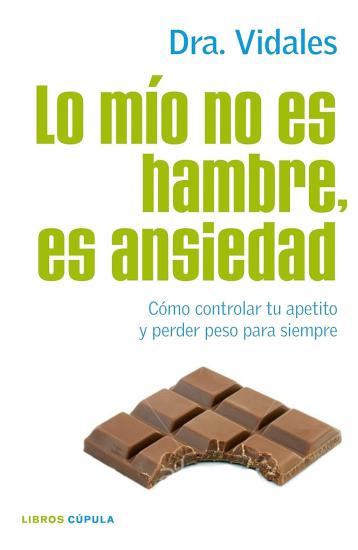 Dra. Vidales
Lo mío no es
hambre,
es ansiedad
Cómo controlar tu apetito
y perder peso para siempre
LIBROS CÚPULA